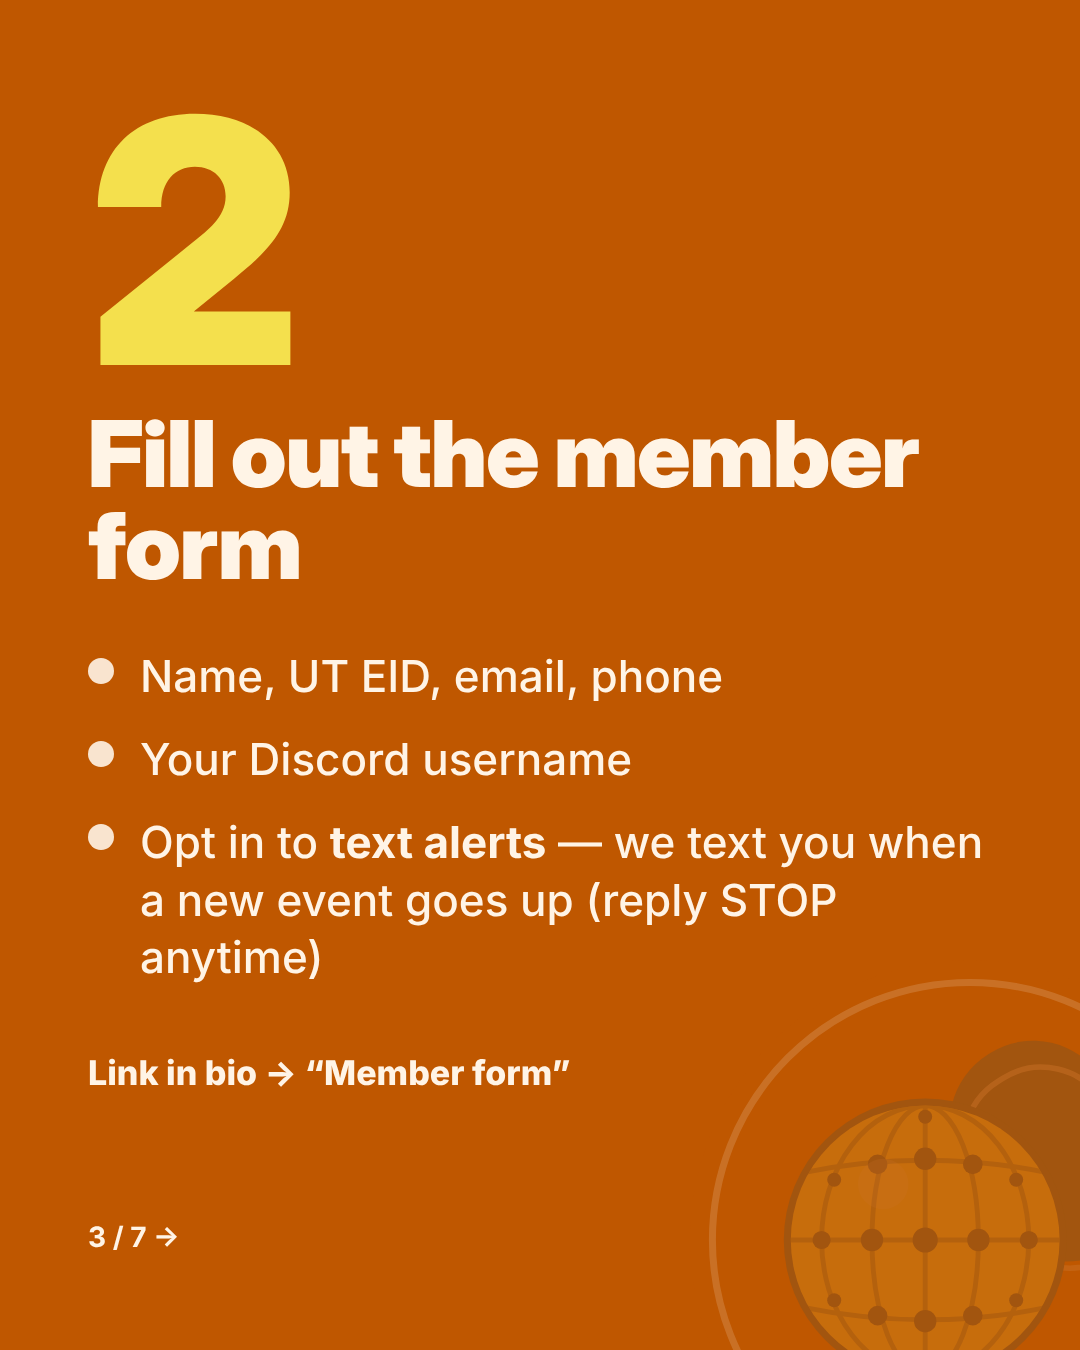 2
Fill out the member
form
● Name, UT EID, email, phone
● Your Discord username
● Opt in to text alerts — we text you when
a new event goes up (reply STOP
anytime)
Link in bio → “Member form”
3 / 7 →